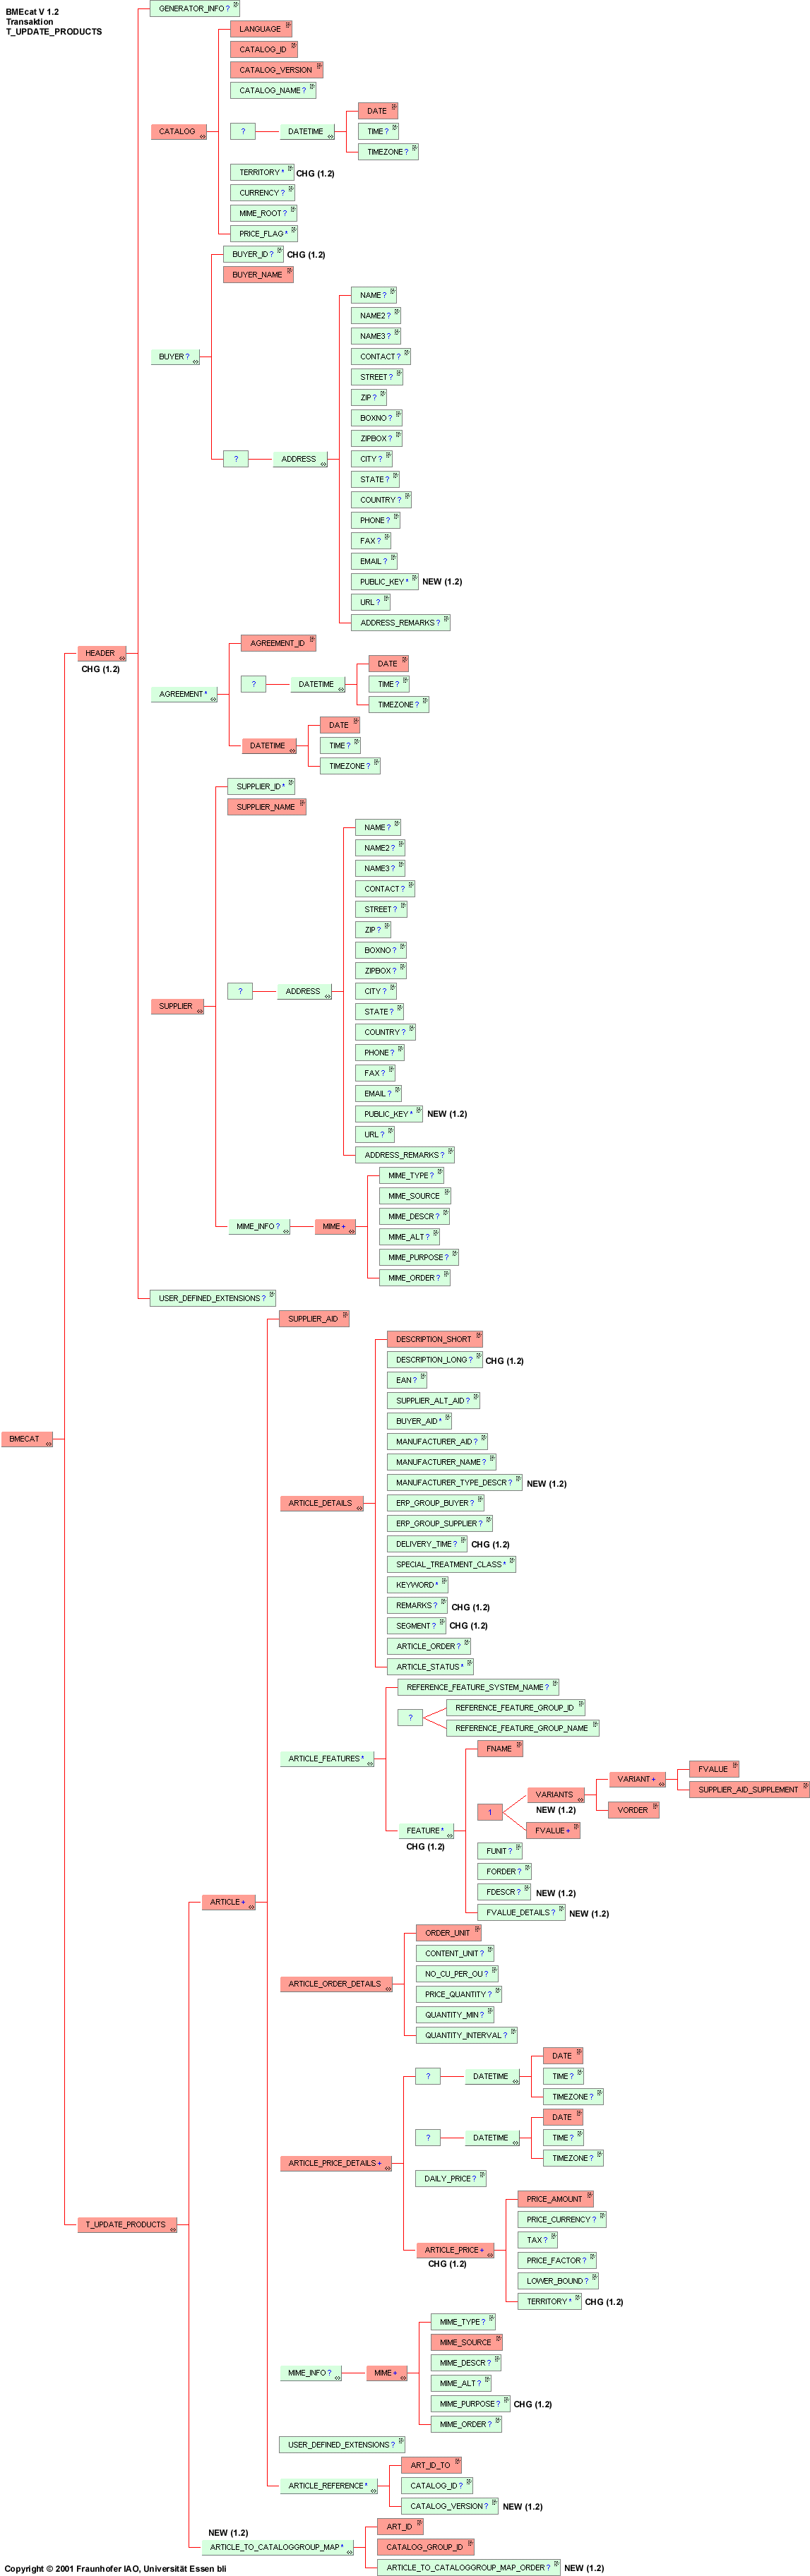 BMEcat V 1.2
Transaktion
T_UPDATE_PRODUCTS
GENERATOR_INFO ?
LANGUAGE
CATALOG_ID
CATALOG_VERSION
CATALOG_NAME ?
CATALOG
?
DATETIME
DATE
TIME ?
TIMEZONE ?
TERRITORY * CHG (1.2)
CURRENCY ?
MIME_ROOT ?
PRICE_FLAG *
BUYER_ID ? CHG (1.2)
BUYER_NAME
BUYER ?
?
ADDRESS
NAME ?
NAME2 ?
NAME3 ?
CONTACT ?
STREET ?
ZIP ?
BOXNO ?
ZIPBOX ?
CITY ?
STATE ?
COUNTRY ?
PHONE ?
FAX ?
EMAIL ?
PUBLIC_KEY * NEW (1.2)
URL ?
ADDRESS_REMARKS ?
HEADER
CHG (1.2)
AGREEMENT *
AGREEMENT_ID
?
DATETIME
DATE
TIME ?
TIMEZONE ?
DATETIME
DATE
TIME ?
TIMEZONE ?
SUPPLIER_ID *
SUPPLIER_NAME
SUPPLIER
?
ADDRESS
NAME ?
NAME2 ?
NAME3 ?
CONTACT ?
STREET ?
ZIP ?
BOXNO ?
ZIPBOX ?
CITY ?
STATE ?
COUNTRY ?
PHONE ?
FAX ?
EMAIL ?
PUBLIC_KEY * NEW (1.2)
URL ?
ADDRESS_REMARKS ?
MIME_INFO ?
MIME +
MIME_TYPE ?
MIME_SOURCE
MIME_DESCR ?
MIME_ALT ?
MIME_PURPOSE ?
MIME_ORDER ?
USER_DEFINED_EXTENSIONS ?
BMECAT
SUPPLIER_AID
ARTICLE_DETAILS
DESCRIPTION_SHORT
DESCRIPTION_LONG ? CHG (1.2)
EAN ?
SUPPLIER_ALT_AID ?
BUYER_AID *
MANUFACTURER_AID ?
MANUFACTURER_NAME ?
MANUFACTURER_TYPE_DESCR ? NEW (1.2)
ERP_GROUP_BUYER ?
ERP_GROUP_SUPPLIER ?
DELIVERY_TIME ? CHG (1.2)
SPECIAL_TREATMENT_CLASS *
KEYWORD *
REMARKS ? CHG (1.2)
SEGMENT ? CHG (1.2)
ARTICLE_ORDER ?
ARTICLE_STATUS *
ARTICLE_FEATURES *
REFERENCE_FEATURE_SYSTEM_NAME ?
?
REFERENCE_FEATURE_GROUP_ID
REFERENCE_FEATURE_GROUP_NAME
FEATURE *
CHG (1.2)
FNAME
1
VARIANTS
NEW (1.2)
VARIANT +
FVALUE
SUPPLIER_AID_SUPPLEMENT
VORDER
FVALUE +
FUNIT ?
FORDER ?
FDESCR ? NEW (1.2)
FVALUE_DETAILS ? NEW (1.2)
ARTICLE +
ARTICLE_ORDER_DETAILS
ORDER_UNIT
CONTENT_UNIT ?
NO_CU_PER_OU ?
PRICE_QUANTITY ?
QUANTITY_MIN ?
QUANTITY_INTERVAL ?
ARTICLE_PRICE_DETAILS +
?
DATETIME
DATE
TIME ?
TIMEZONE ?
?
DATETIME
DATE
TIME ?
TIMEZONE ?
DAILY_PRICE ?
ARTICLE_PRICE +
CHG (1.2)
PRICE_AMOUNT
PRICE_CURRENCY ?
TAX ?
PRICE_FACTOR ?
LOWER_BOUND ?
TERRITORY * CHG (1.2)
T_UPDATE_PRODUCTS
MIME_INFO ?
MIME +
MIME_TYPE ?
MIME_SOURCE
MIME_DESCR ?
MIME_ALT ?
MIME_PURPOSE ? CHG (1.2)
MIME_ORDER ?
USER_DEFINED_EXTENSIONS ?
ARTICLE_REFERENCE *
ART_ID_TO
CATALOG_ID ?
CATALOG_VERSION ? NEW (1.2)
NEW (1.2)
ARTICLE_TO_CATALOGGROUP_MAP *
ART_ID
CATALOG_GROUP_ID
ARTICLE_TO_CATALOGGROUP_MAP_ORDER ? NEW (1.2)
Copyright © 2001 Fraunhofer IAO, Universität Essen bli